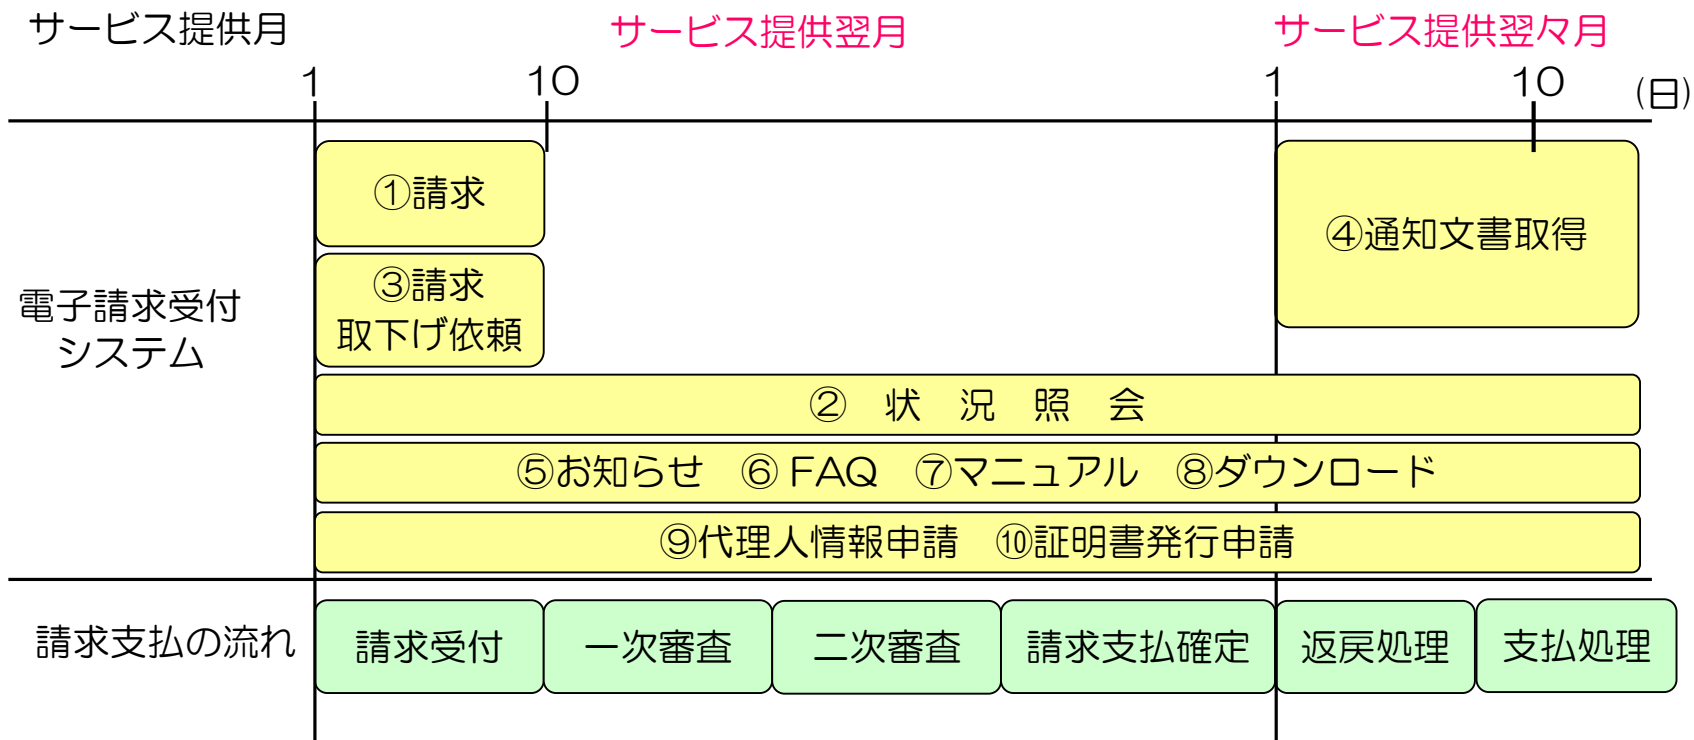 サービス提供月
サービス提供翌月
サービス提供翌々月
1
10
1
10
(日)
①請求
④通知文書取得
③請求
取下げ依頼
電子請求受付
システム
② 状 況 照 会
⑤お知らせ ⑥ FAQ ⑦マニュアル ⑧ダウンロード
⑨代理人情報申請 ⑩証明書発行申請
請求支払の流れ
請求受付
一次審査
二次審査
請求支払確定
返戻処理
支払処理